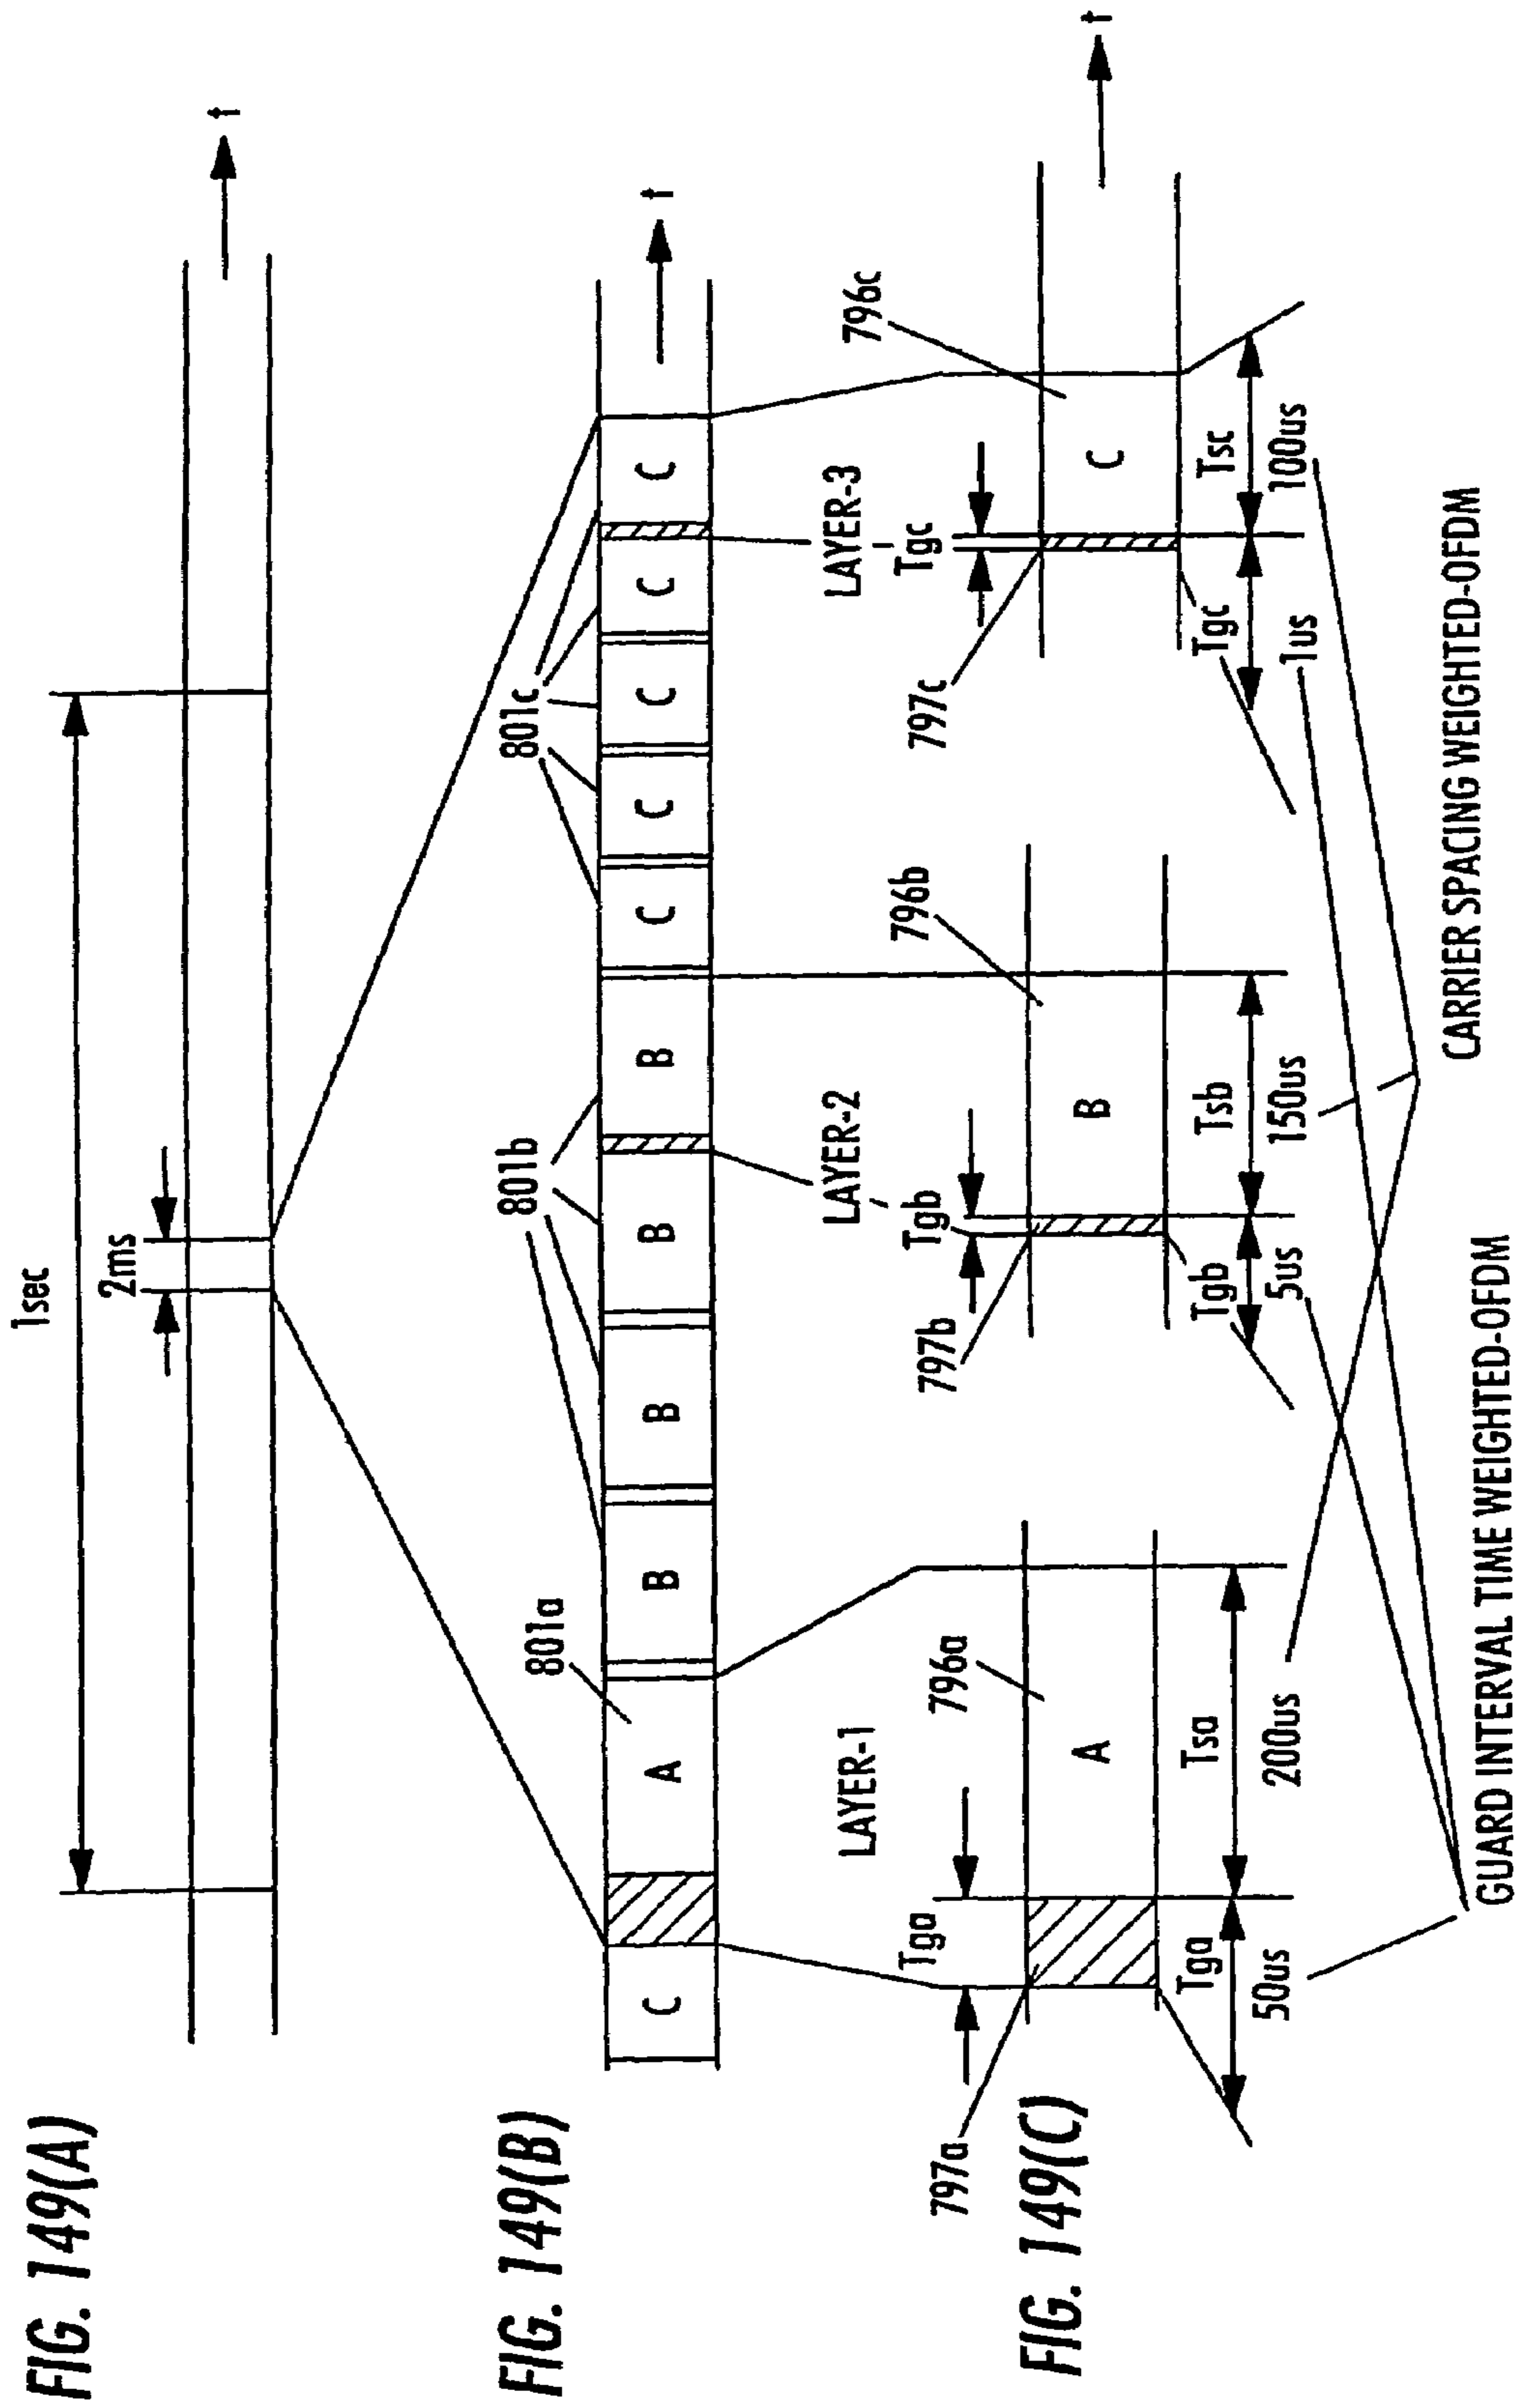 FIG. 149(A)
1sec
2ms
t
FIG. 149(B)
801a
801b
801c
t
C
A
B
B
B
B
C
C
C
C
C
LAYER-1
LAYER-2
LAYER-3
FIG. 149(C)
797a
Tga
796a
797b
Tgb
796b
797c
Tgc
796c
t
A
B
C
Tga
Tsa
Tgb
Tsb
Tgc
Tsc
50us
200us
5us
150us
1us
100us
CARRIER SPACING WEIGHTED-OFDM
GUARD INTERVAL TIME WEIGHTED-OFDM